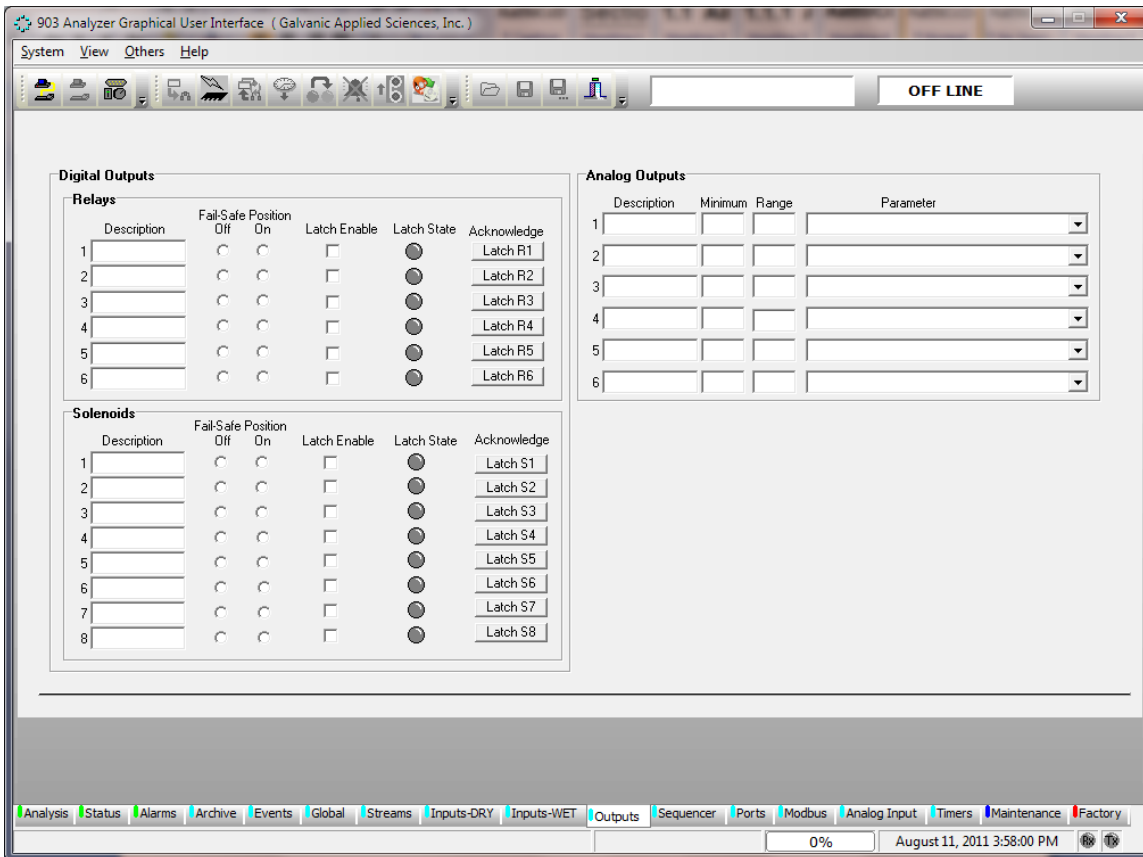 903 Analyzer Graphical User Interface ( Galvanic Applied Sciences, Inc. )
System View Others Help
OFF LINE
Digital Outputs
Relays
Fail-Safe Position
Description Off On Latch Enable Latch State Acknowledge
1 Latch R1
2 Latch R2
3 Latch R3
4 Latch R4
5 Latch R5
6 Latch R6
Solenoids
Fail-Safe Position
Description Off On Latch Enable Latch State Acknowledge
1 Latch S1
2 Latch S2
3 Latch S3
4 Latch S4
5 Latch S5
6 Latch S6
7 Latch S7
8 Latch S8
Analog Outputs
Description Minimum Range Parameter
1
2
3
4
5
6
Analysis Status Alarms Archive Events Global Streams Inputs-DRY Inputs-WET Outputs Sequencer Ports Modbus Analog Input Timers Maintenance Factory
0% August 11, 2011 3:58:00 PM Rx Tx